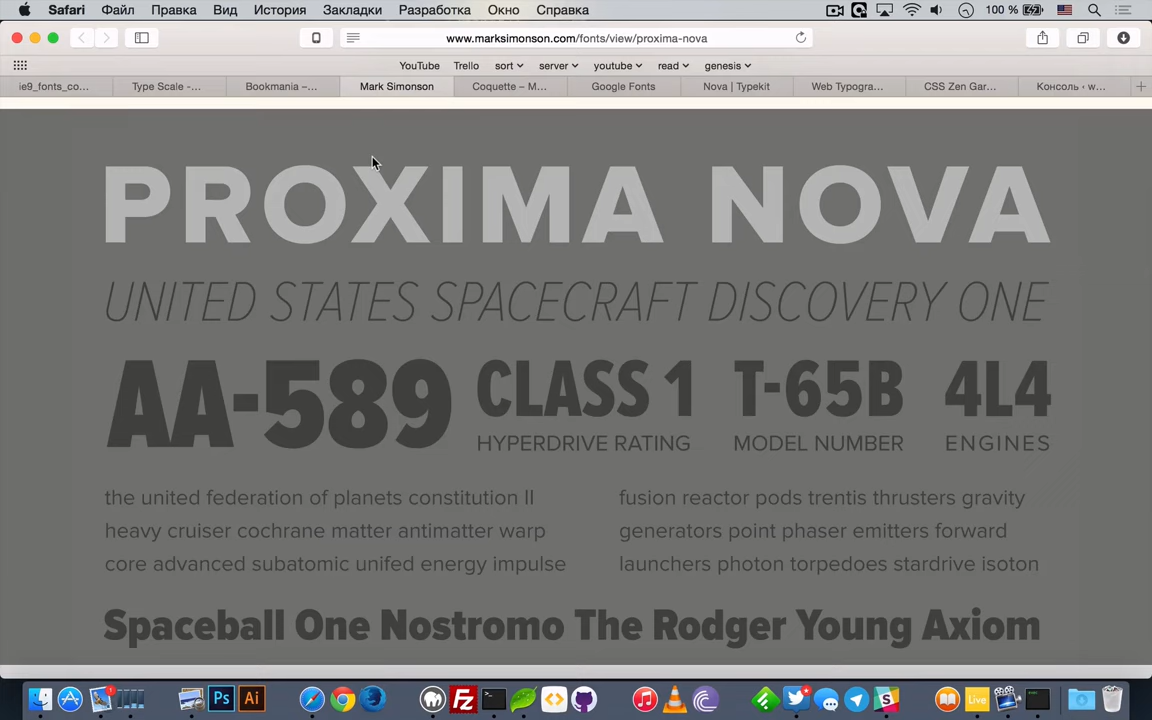 Safari Файл Правка Вид История Закладки Разработка Окно Справка 100 %
www.marksimonson.com/fonts/view/proxima-nova
YouTube Trello sort server youtube read genesis
ie9_fonts_co... Type Scale -... Bookmania –... Mark Simonson Coquette – M... Google Fonts Nova | Typekit Web Typogra... CSS Zen Gar... Консоль ‹ w...
PROXIMA NOVA
UNITED STATES SPACECRAFT DISCOVERY ONE
AA-589 CLASS 1 T-65B 4L4
HYPERDRIVE RATING MODEL NUMBER ENGINES
the united federation of planets constitution II
heavy cruiser cochrane matter antimatter warp
core advanced subatomic unifed energy impulse
fusion reactor pods trentis thrusters gravity
generators point phaser emitters forward
launchers photon torpedoes stardrive isoton
Spaceball One Nostromo The Rodger Young Axiom
Ps Ai Fz Live